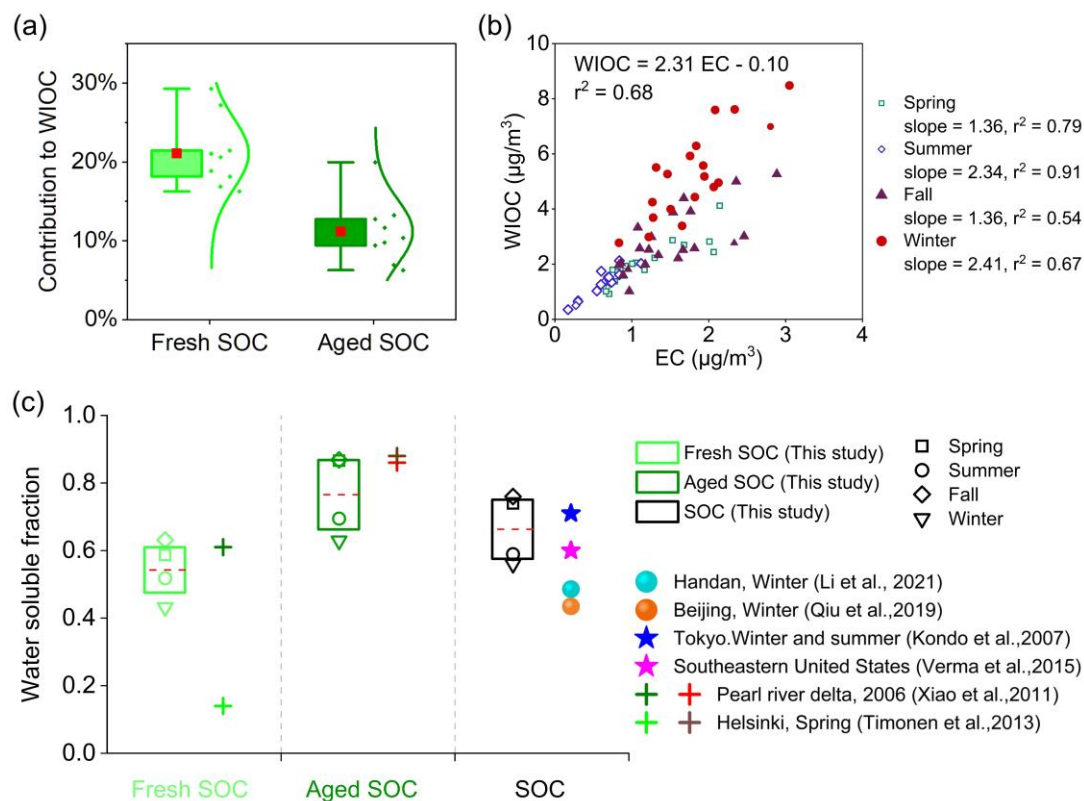 (a)
Contribution to WIOC
30%
20%
10%
0%
Fresh SOC
Aged SOC
(b)
WIOC (μg/m³)
10
8
6
4
2
0
WIOC = 2.31 EC - 0.10
r² = 0.68
0
1
2
3
4
EC (μg/m³)
Spring
slope = 1.36, r² = 0.79
Summer
slope = 2.34, r² = 0.91
Fall
slope = 1.36, r² = 0.54
Winter
slope = 2.41, r² = 0.67
(c)
Water soluble fraction
1.0
0.8
0.6
0.4
0.2
0.0
Fresh SOC
Aged SOC
SOC
Fresh SOC (This study)
Aged SOC (This study)
SOC (This study)
Spring
Summer
Fall
Winter
Handan, Winter (Li et al., 2021)
Beijing, Winter (Qiu et al.,2019)
Tokyo.Winter and summer (Kondo et al.,2007)
Southeastern United States (Verma et al.,2015)
Pearl river delta, 2006 (Xiao et al.,2011)
Helsinki, Spring (Timonen et al.,2013)